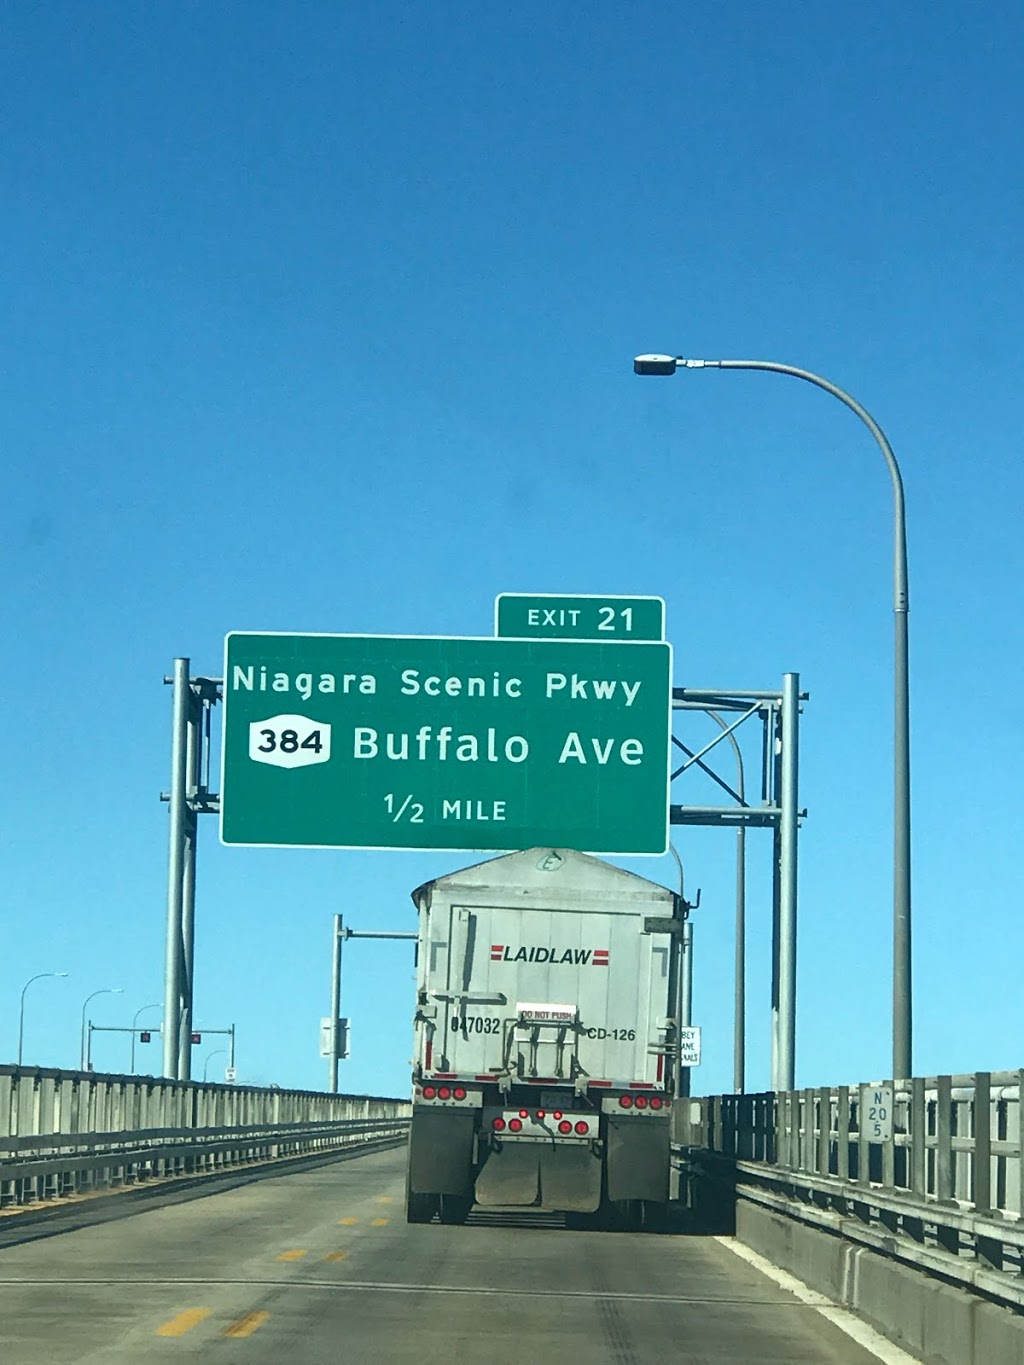 EXIT 21
Niagara Scenic Pkwy
384 Buffalo Ave
1/2 MILE
E
LAIDLAW
DO NOT PUSH
047032
CD-126
N
20
5